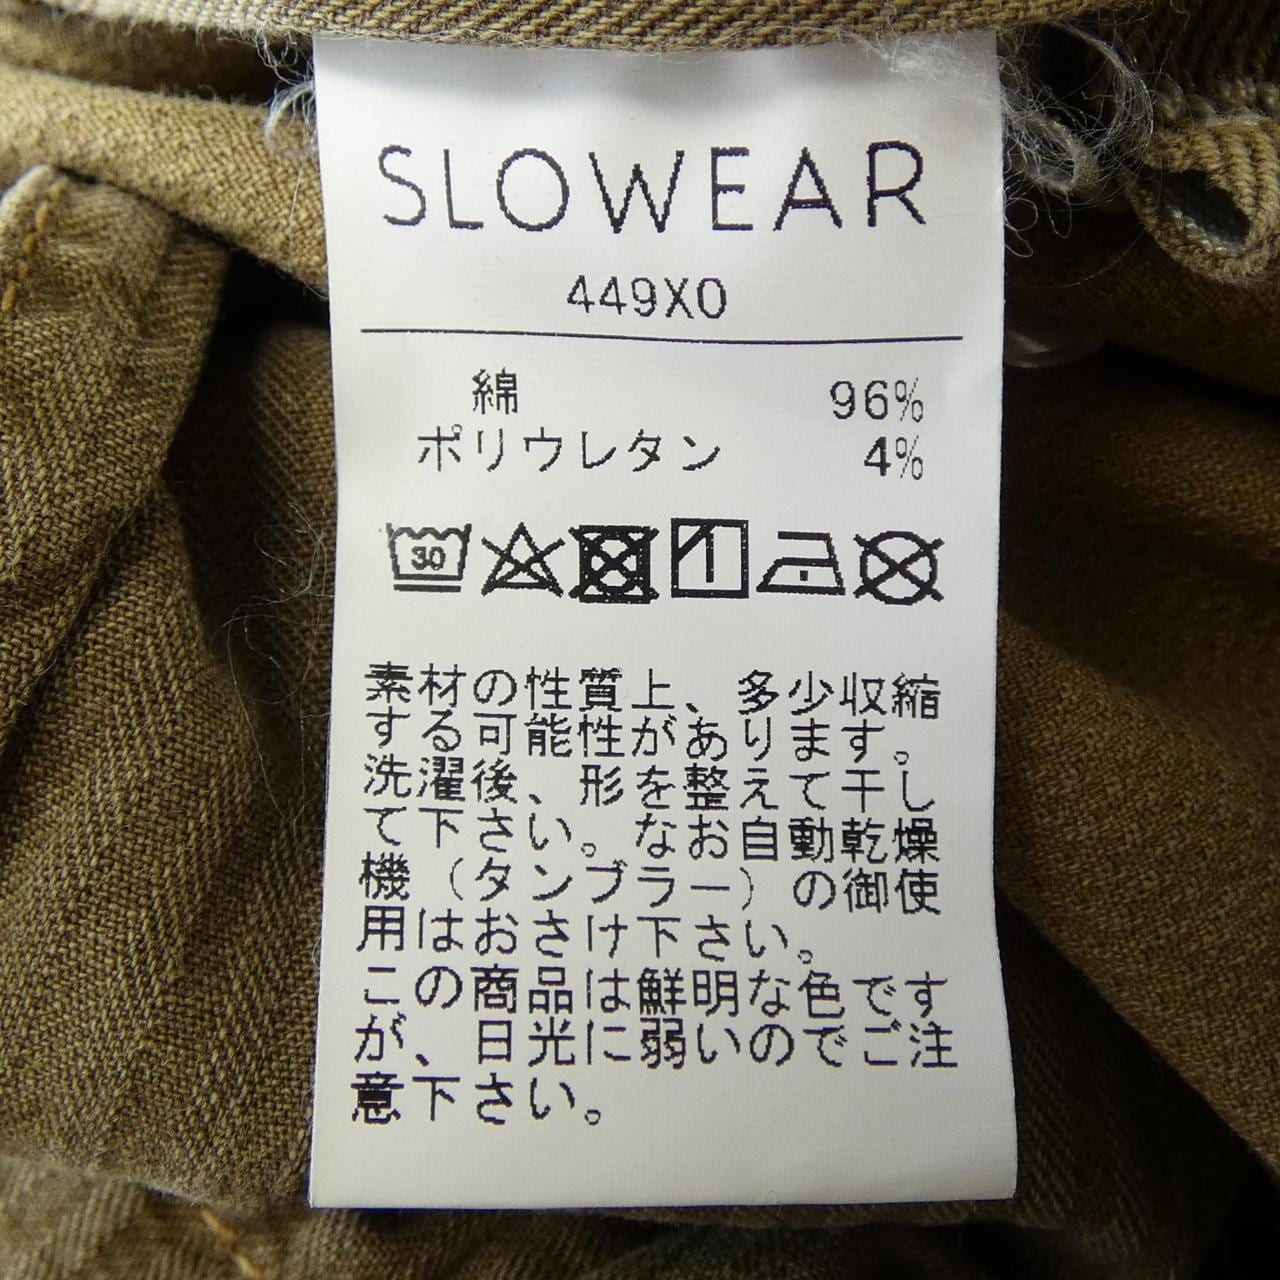 SLOWEAR
449X0
綿 96%
ポリウレタン 4%
30
素材の性質上、多少収縮
する可能性があります。
洗濯後、形を整えて干し
て下さい。なお自動乾燥
機（タンブラー）の御使
用はおさけ下さい。
この商品は鮮明な色です
が、日光に弱いのでご注
意下さい。